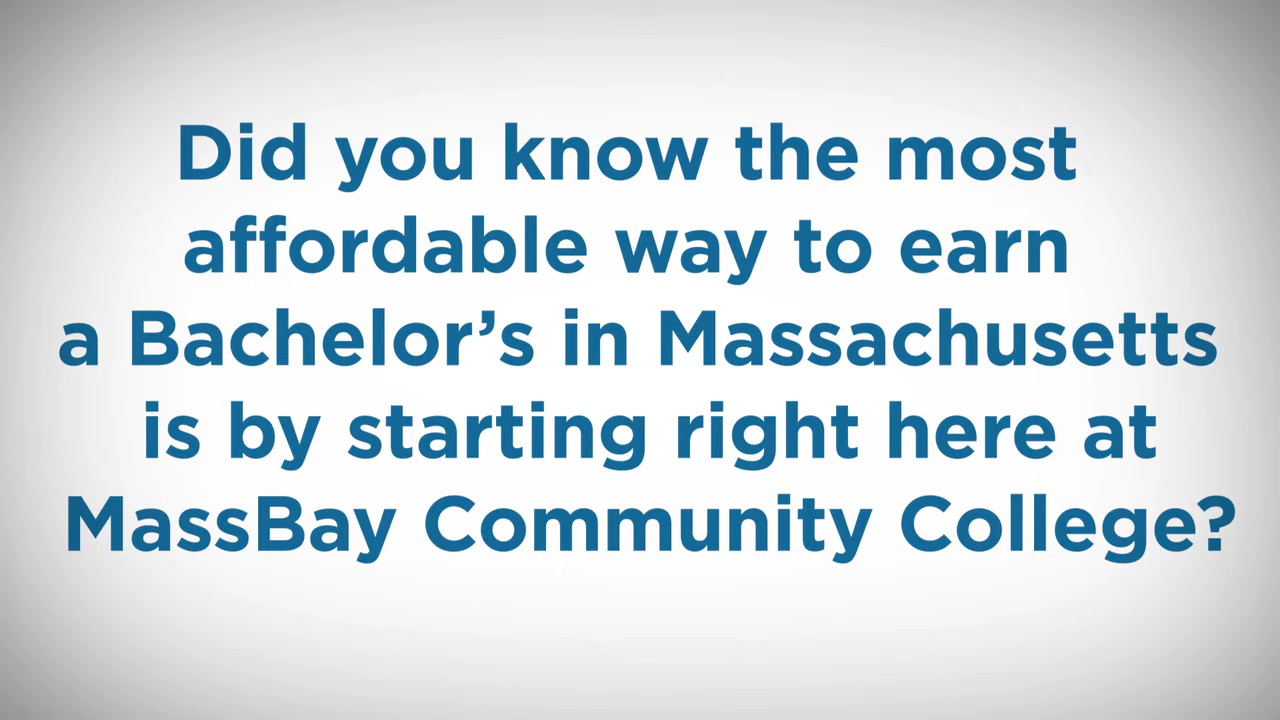 Did you know the most
affordable way to earn
a Bachelor’s in Massachusetts
is by starting right here at
MassBay Community College?